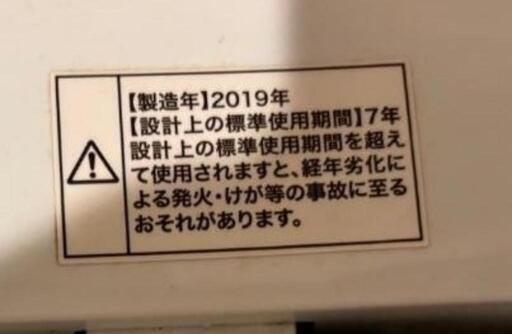 【製造年】2019年
【設計上の標準使用期間】7年
設計上の標準使用期間を超え
て使用されますと、経年劣化に
よる発火・けが等の事故に至る
おそれがあります。